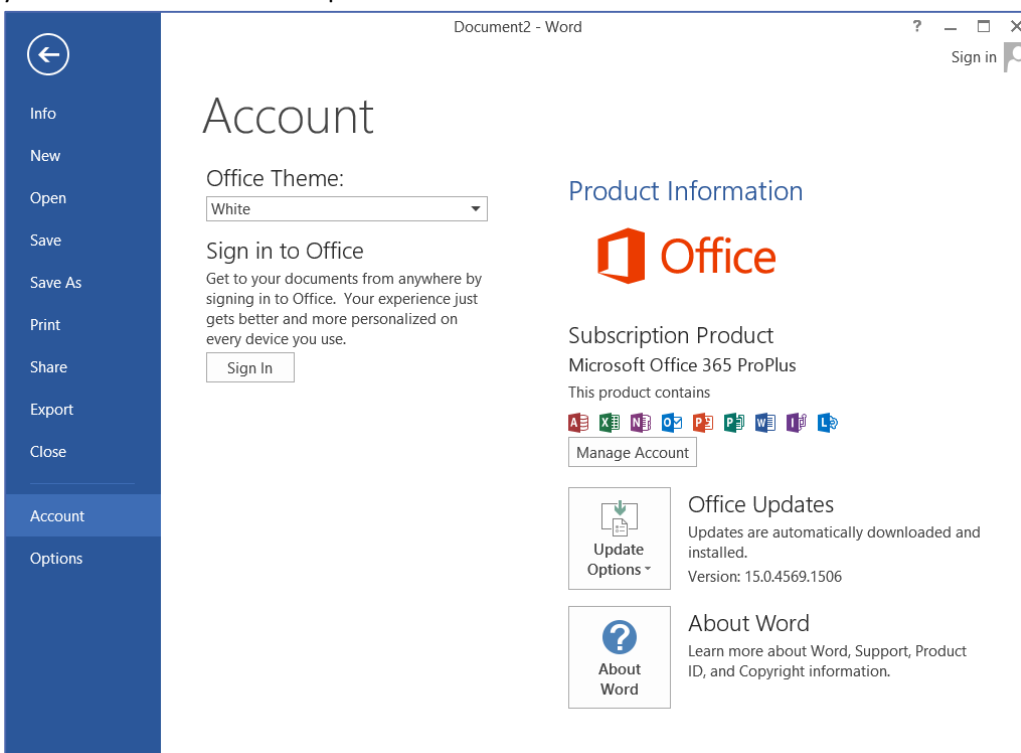 Document2 - Word
?
Sign in
Info
New
Open
Save
Save As
Print
Share
Export
Close
Account
Options
Account
Office Theme:
White
Sign in to Office
Get to your documents from anywhere by
signing in to Office.  Your experience just
gets better and more personalized on
every device you use.
Sign In
Product Information
Office
Subscription Product
Microsoft Office 365 ProPlus
This product contains
Manage Account
Update
Options
Office Updates
Updates are automatically downloaded and
installed.
Version: 15.0.4569.1506
?
About
Word
About Word
Learn more about Word, Support, Product
ID, and Copyright information.